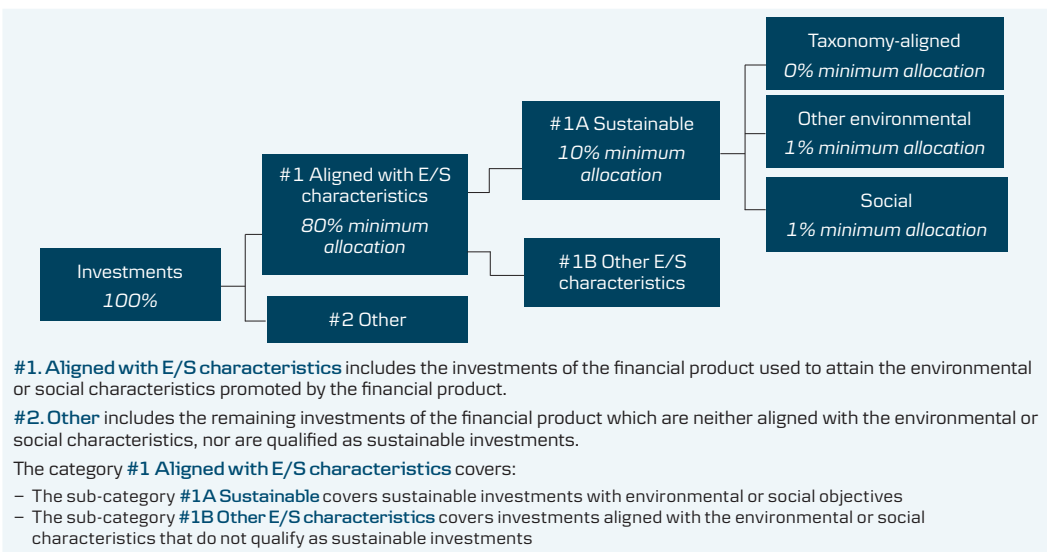 Investments
100%
#1 Aligned with E/S
characteristics
80% minimum
allocation
#2 Other
#1A Sustainable
10% minimum
allocation
#1B Other E/S
characteristics
Taxonomy-aligned
0% minimum allocation
Other environmental
1% minimum allocation
Social
1% minimum allocation
#1. Aligned with E/S characteristics includes the investments of the financial product used to attain the environmental
or social characteristics promoted by the financial product.
#2. Other includes the remaining investments of the financial product which are neither aligned with the environmental or
social characteristics, nor are qualified as sustainable investments.
The category #1 Aligned with E/S characteristics covers:
– The sub-category #1A Sustainable covers sustainable investments with environmental or social objectives
– The sub-category #1B Other E/S characteristics covers investments aligned with the environmental or social
characteristics that do not qualify as sustainable investments